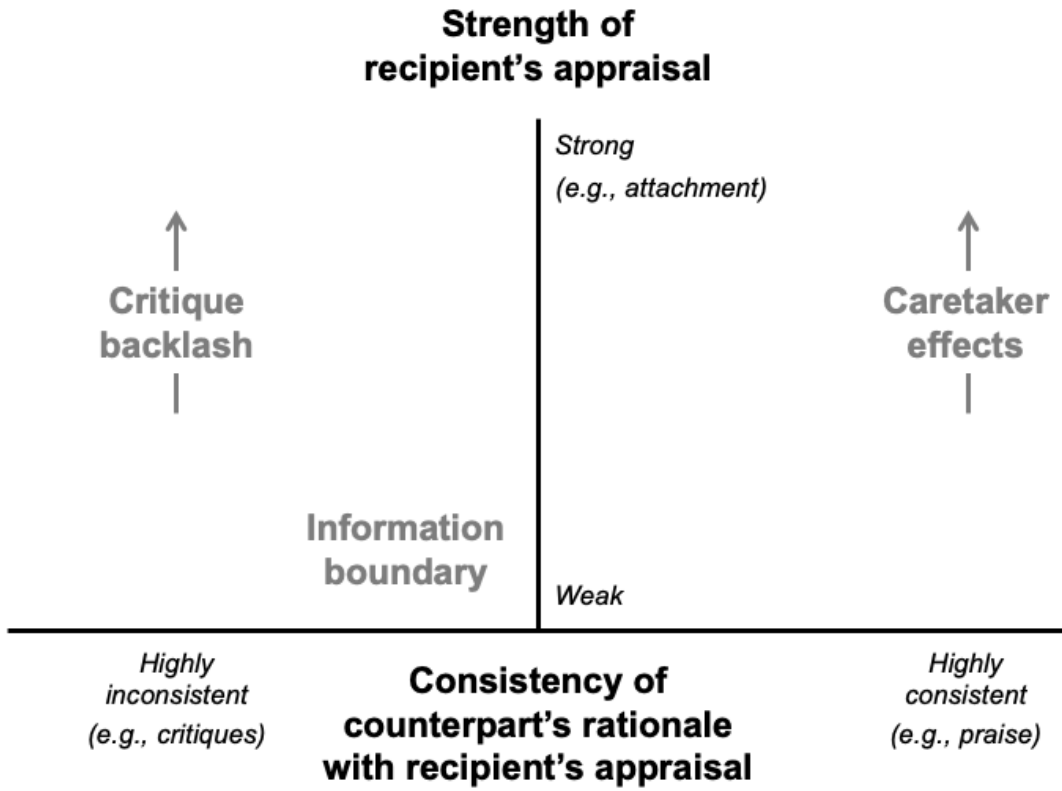 Strength of
recipient's appraisal
Strong
(e.g., attachment)
Critique
backlash
Caretaker
effects
Information
boundary
Weak
Highly
inconsistent
(e.g., critiques)
Consistency of
counterpart's rationale
with recipient's appraisal
Highly
consistent
(e.g., praise)